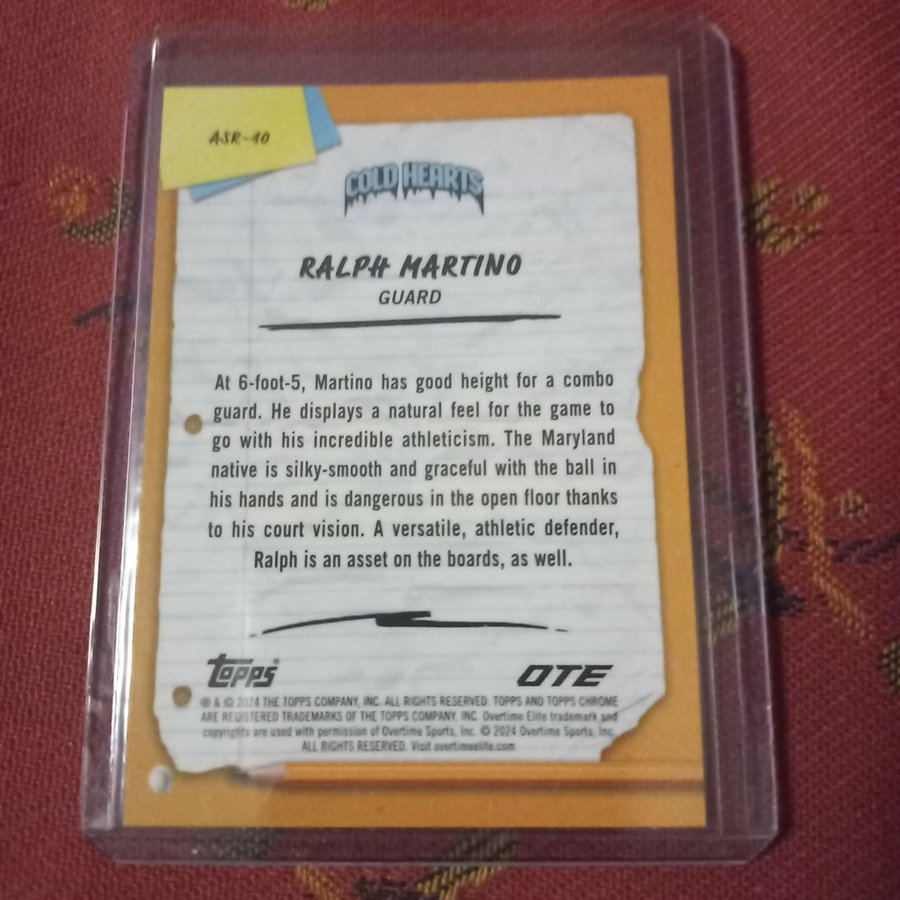 ASR-10
COLD HEARTS
RALPH MARTINO
GUARD
At 6-foot-5, Martino has good height for a combo
guard. He displays a natural feel for the game to
go with his incredible athleticism. The Maryland
native is silky-smooth and graceful with the ball in
his hands and is dangerous in the open floor thanks
to his court vision. A versatile, athletic defender,
Ralph is an asset on the boards, as well.
Topps OTE
® & © 2024 THE TOPPS COMPANY, INC. ALL RIGHTS RESERVED. TOPPS AND TOPPS CHROME
ARE REGISTERED TRADEMARKS OF THE TOPPS COMPANY, INC. Overtime Elite trademark and
copyrights are used with permission of Overtime Sports, Inc. © 2024 Overtime Sports, Inc.
ALL RIGHTS RESERVED. Visit overtimeelite.com